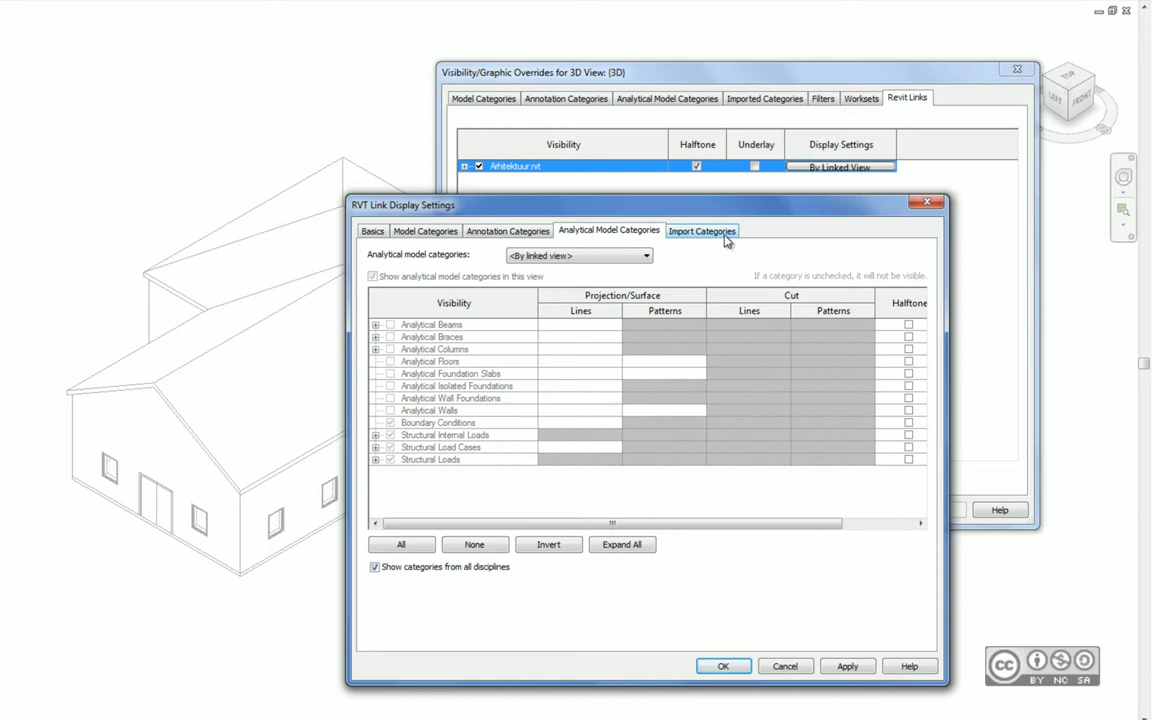 Visibility/Graphic Overrides for 3D View: {3D}
TOP
LEFT
FRONT
Model Categories
Annotation Categories
Analytical Model Categories
Imported Categories
Filters
Worksets
Revit Links
Visibility
Halftone
Underlay
Display Settings
Arhitektuur.rvt
By Linked View
RVT Link Display Settings
Basics
Model Categories
Annotation Categories
Analytical Model Categories
Import Categories
Analytical model categories:
<By linked view>
Show analytical model categories in this view
If a category is unchecked, it will not be visible.
Visibility
Projection/Surface
Cut
Halftone
Lines
Patterns
Lines
Patterns
Analytical Beams
Analytical Braces
Analytical Columns
Analytical Floors
Analytical Foundation Slabs
Analytical Isolated Foundations
Analytical Wall Foundations
Analytical Walls
Boundary Conditions
Structural Internal Loads
Structural Load Cases
Structural Loads
Help
All
None
Invert
Expand All
Show categories from all disciplines
OK
Cancel
Apply
Help
cc
BY NC SA